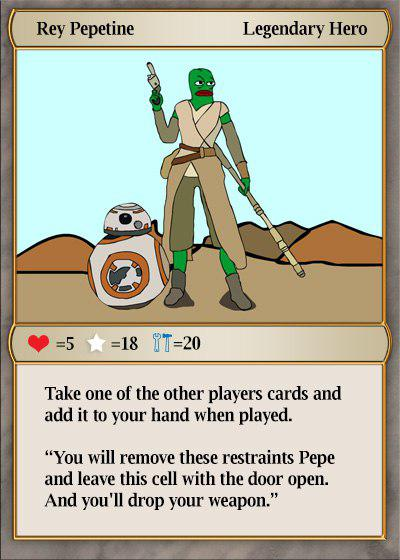 Rey Pepetine Legendary Hero
=5 =18 =20
Take one of the other players cards and
add it to your hand when played.
“You will remove these restraints Pepe
and leave this cell with the door open.
And you'll drop your weapon.”